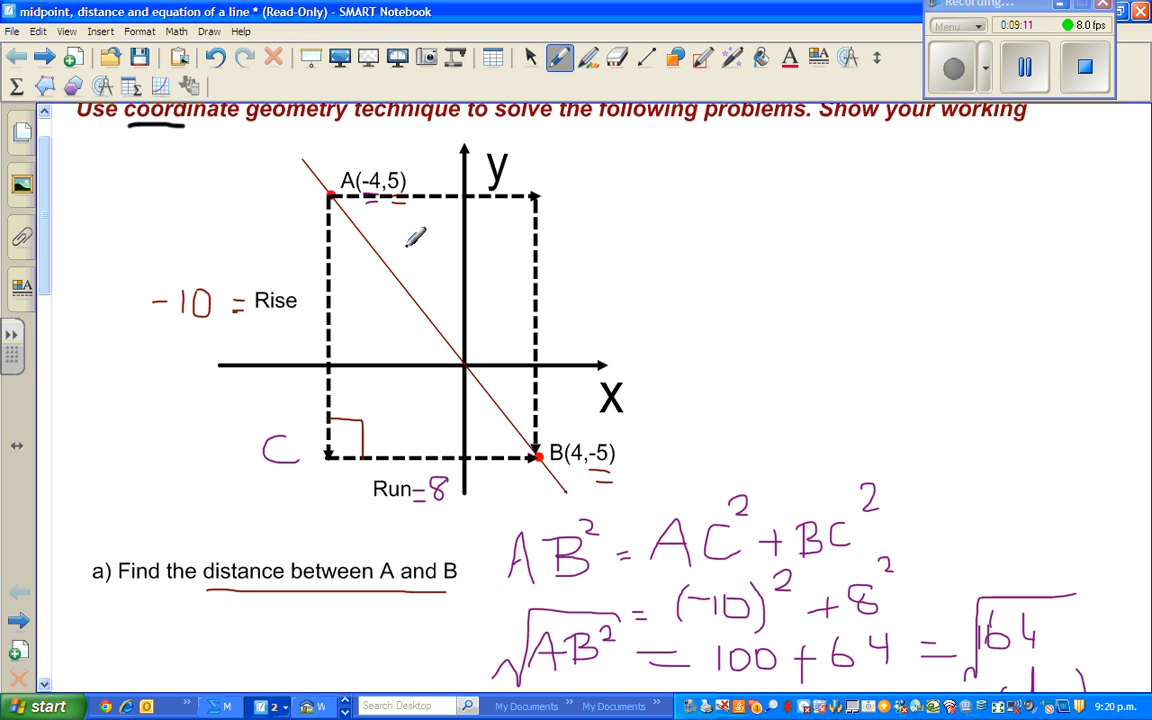 midpoint, distance and equation of a line * (Read-Only) - SMART Notebook
Recording...
File Edit View Insert Format Math Draw Help
Menu 0:09:11 8.0 fps
Use coordinate geometry technique to solve the following problems. Show your working
y
A(-4,5)
-10 = Rise
x
C
B(4,-5)
Run=8
AB² = AC² + BC²
a) Find the distance between A and B
= (-10)² + 8²
√AB² = 100 + 64 = √164
start
M
2
W
Search Desktop
My Documents
My Documents
9:20 p.m.